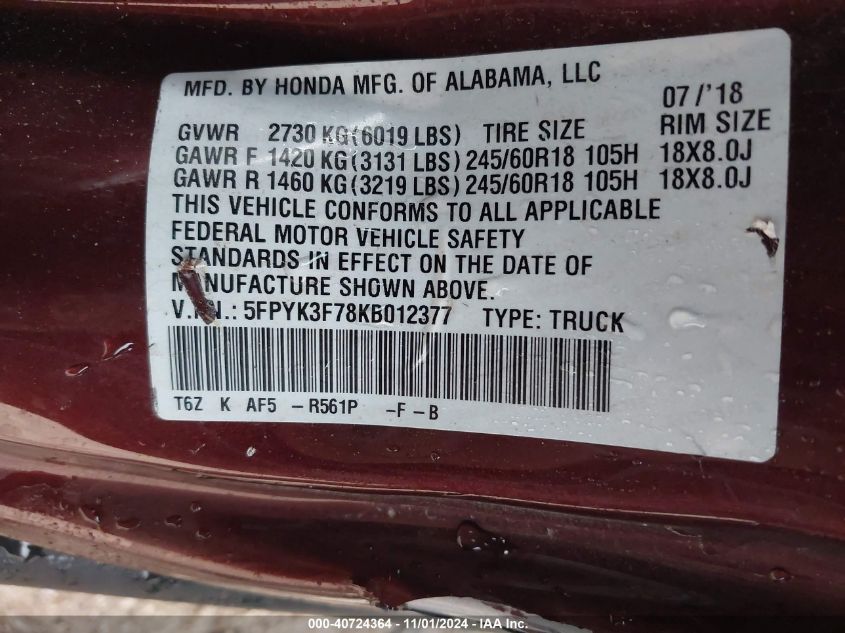 MFD. BY HONDA MFG. OF ALABAMA, LLC 07 /'18
GVWR 2730 KG(6019 LBS) TIRE SIZE RIM SIZE
GAWR F 1420 KG(3131 LBS) 245/60R18 105H 18X8.0J
GAWR R 1460 KG(3219 LBS) 245/60R18 105H 18X8.0J
THIS VEHICLE CONFORMS TO ALL APPLICABLE
FEDERAL MOTOR VEHICLE SAFETY
STANDARDS IN EFFECT ON THE DATE OF
MANUFACTURE SHOWN ABOVE.
V.I.N.: 5FPYK3F78KB012377 TYPE: TRUCK
T6Z K AF5 -R561P -F-B
000-40724364 - 11/01/2024 - IAA Inc.